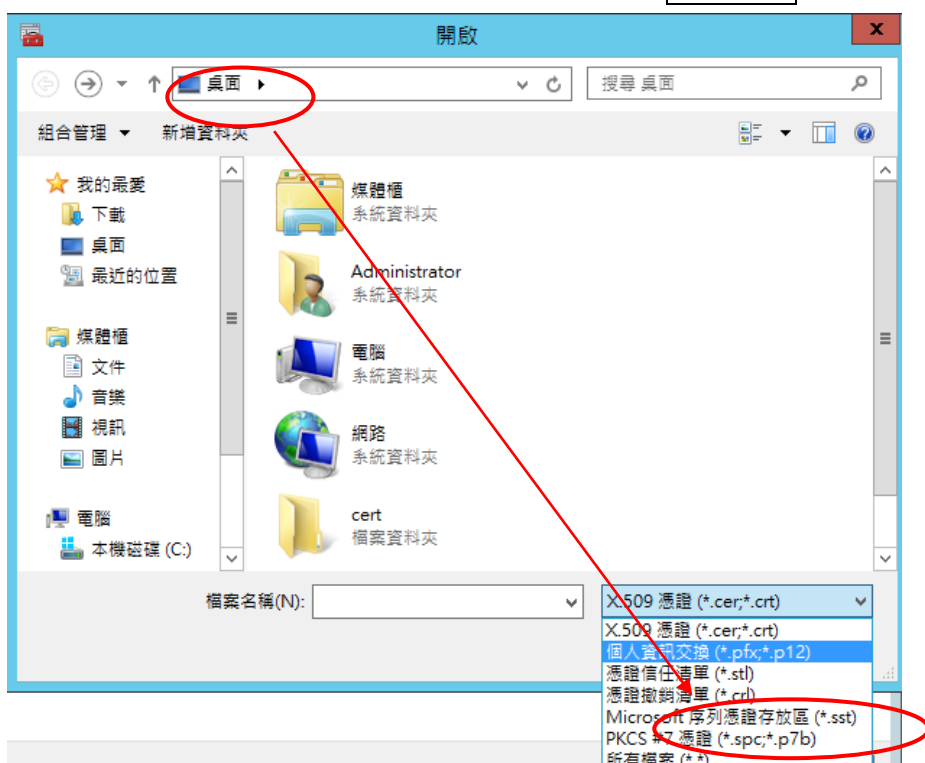 開啟
x
桌面
搜尋 桌面
組合管理
新增資料夾
我的最愛
下載
桌面
最近的位置
媒體櫃
文件
音樂
視訊
圖片
電腦
本機磁碟 (C:)
媒體櫃
系統資料夾
Administrator
系統資料夾
電腦
系統資料夾
網路
系統資料夾
cert
檔案資料夾
檔案名稱(N):
X.509 憑證 (*.cer;*.crt)
X.509 憑證 (*.cer;*.crt)
個人資訊交換 (*.pfx;*.p12)
憑證信任清單 (*.stl)
憑證撤銷清單 (*.crl)
Microsoft 序列憑證存放區 (*.sst)
PKCS #7 憑證 (*.spc;*.p7b)
所有檔案 (*.*)